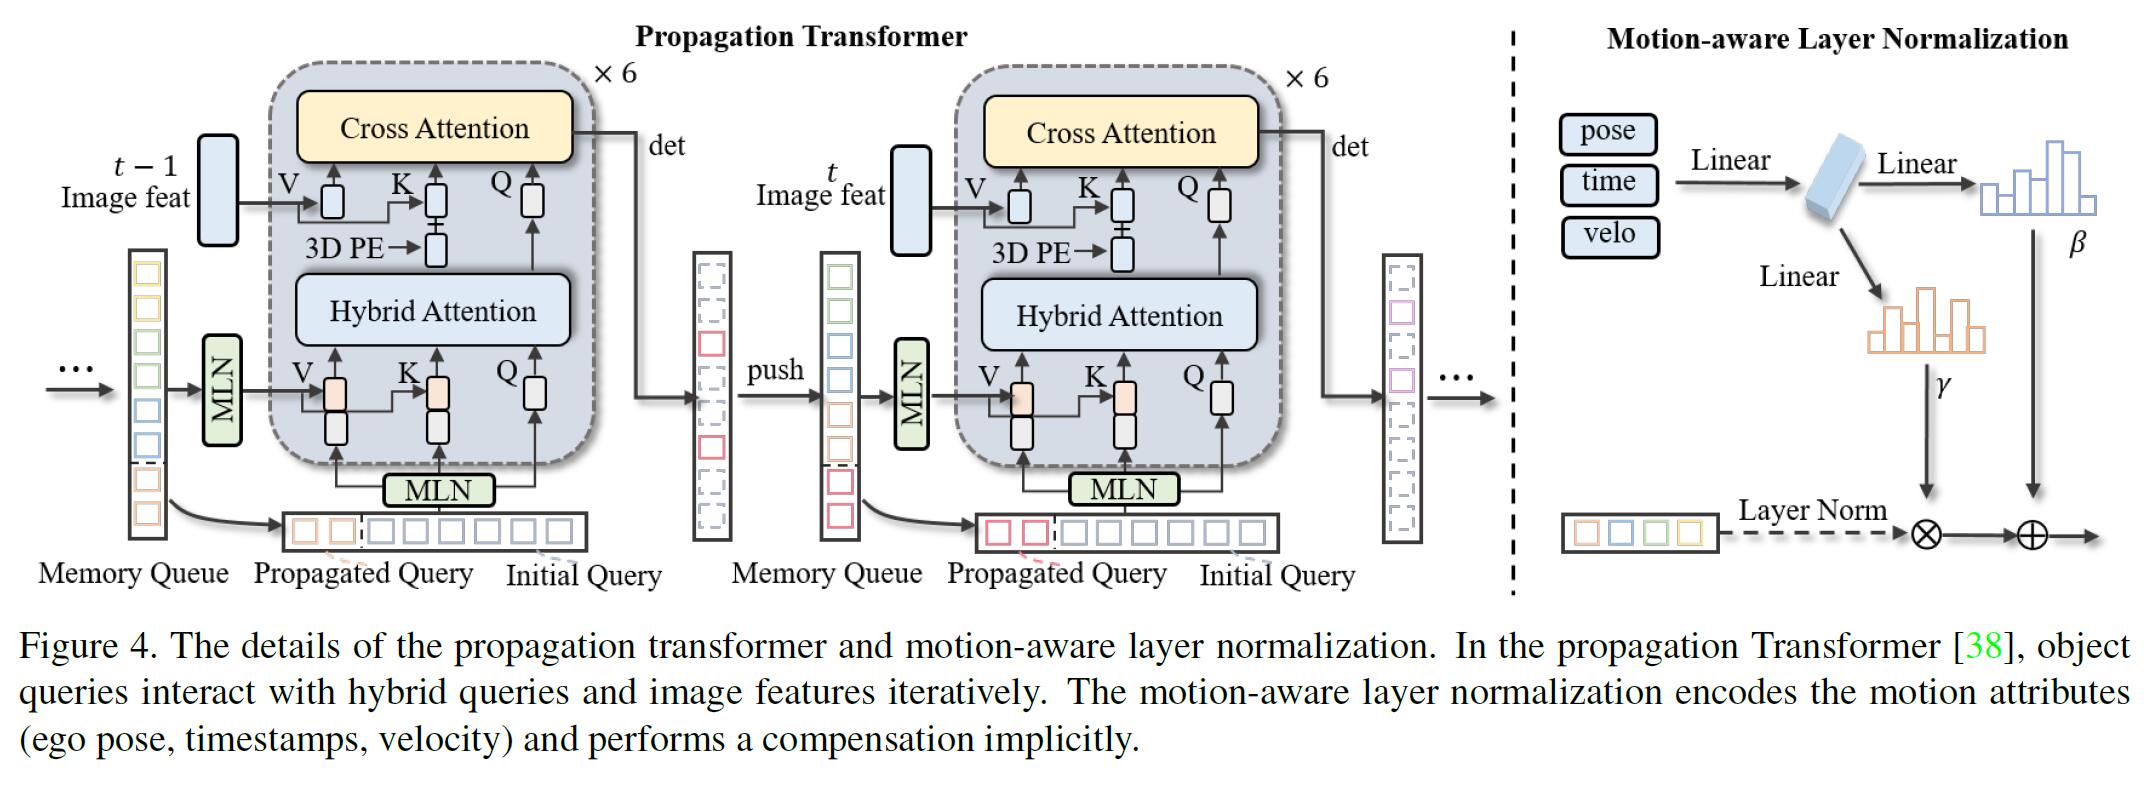 Propagation Transformer
× 6
Cross Attention
t − 1
Image feat
V
K
Q
3D PE
Hybrid Attention
...
MLN
V
K
Q
MLN
Memory Queue
Propagated Query
Initial Query
det
push
× 6
Cross Attention
t
Image feat
V
K
Q
3D PE
Hybrid Attention
MLN
V
K
Q
MLN
Memory Queue
Propagated Query
Initial Query
det
...
Motion-aware Layer Normalization
pose
time
velo
Linear
Linear
Linear
β
γ
Layer Norm
Figure 4. The details of the propagation transformer and motion-aware layer normalization. In the propagation Transformer [38], object
queries interact with hybrid queries and image features iteratively. The motion-aware layer normalization encodes the motion attributes
(ego pose, timestamps, velocity) and performs a compensation implicitly.